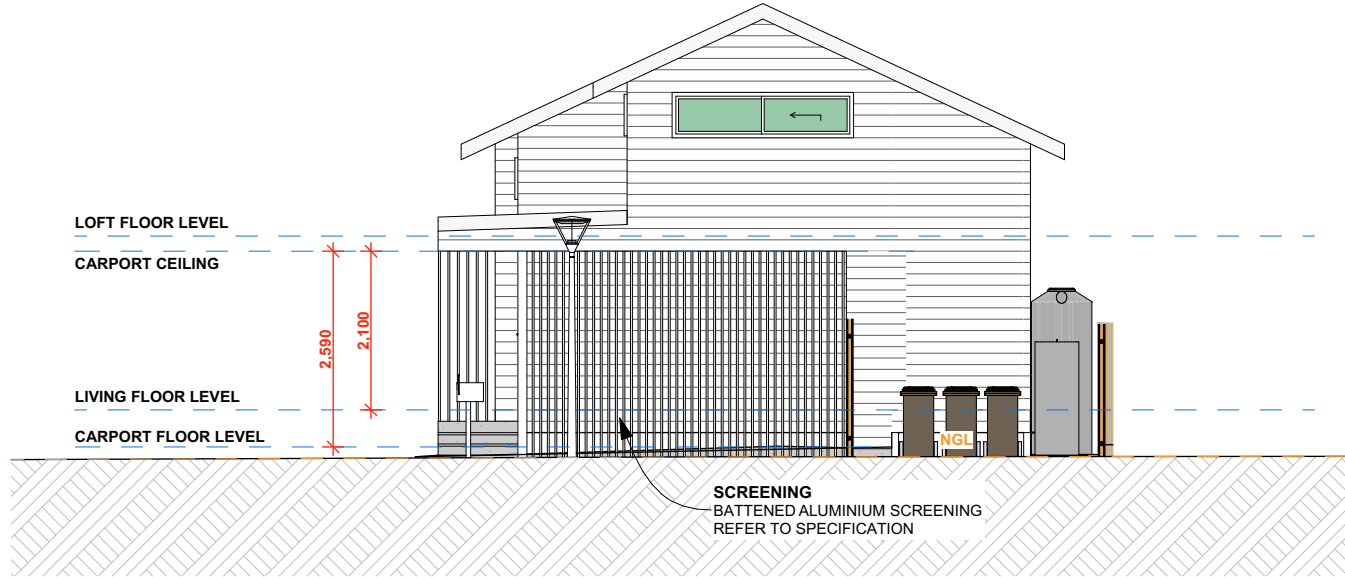 LOFT FLOOR LEVEL
CARPORT CEILING
2,590
2,100
LIVING FLOOR LEVEL
CARPORT FLOOR LEVEL
NGL
SCREENING
BATTENED ALUMINIUM SCREENING
REFER TO SPECIFICATION